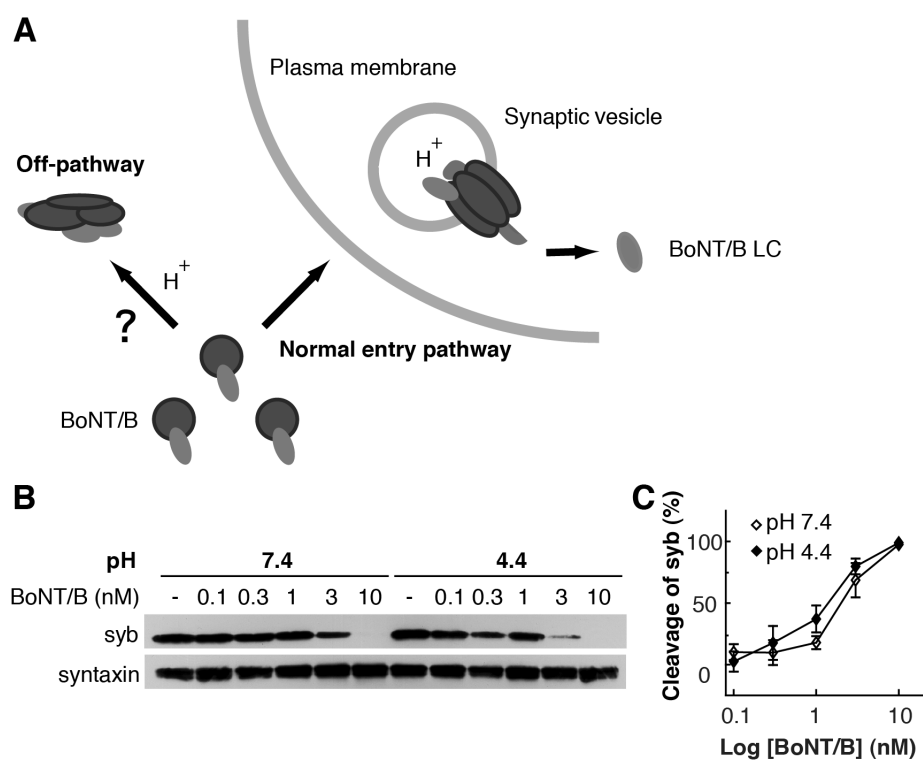 A
Plasma membrane
Synaptic vesicle
H+
Off-pathway
BoNT/B LC
H+
?
Normal entry pathway
BoNT/B
B
pH 7.4 4.4
BoNT/B (nM) - 0.1 0.3 1 3 10 - 0.1 0.3 1 3 10
syb
syntaxin
C
Cleavage of syb (%)
pH 7.4
pH 4.4
100
50
0
0.1 1 10
Log [BoNT/B] (nM)